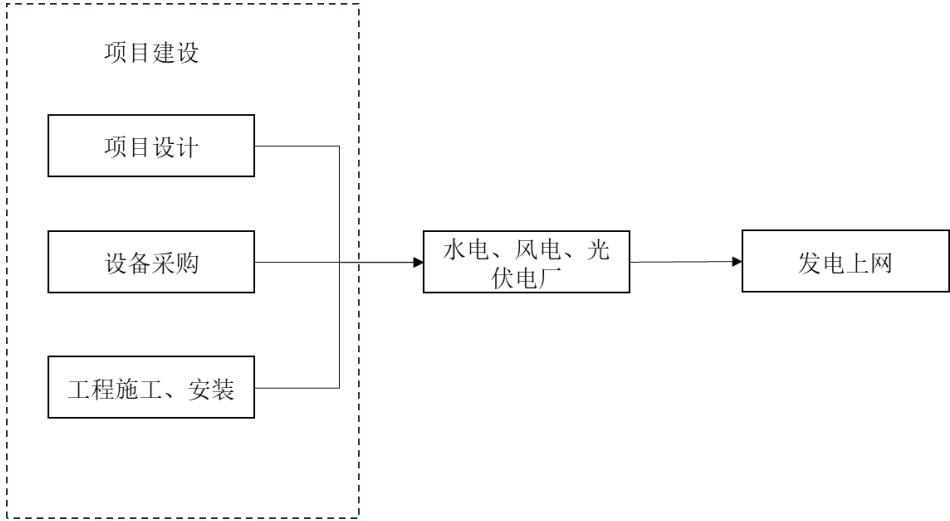 项目建设
项目设计
设备采购
工程施工、安装
水电、风电、光
伏电厂
发电上网